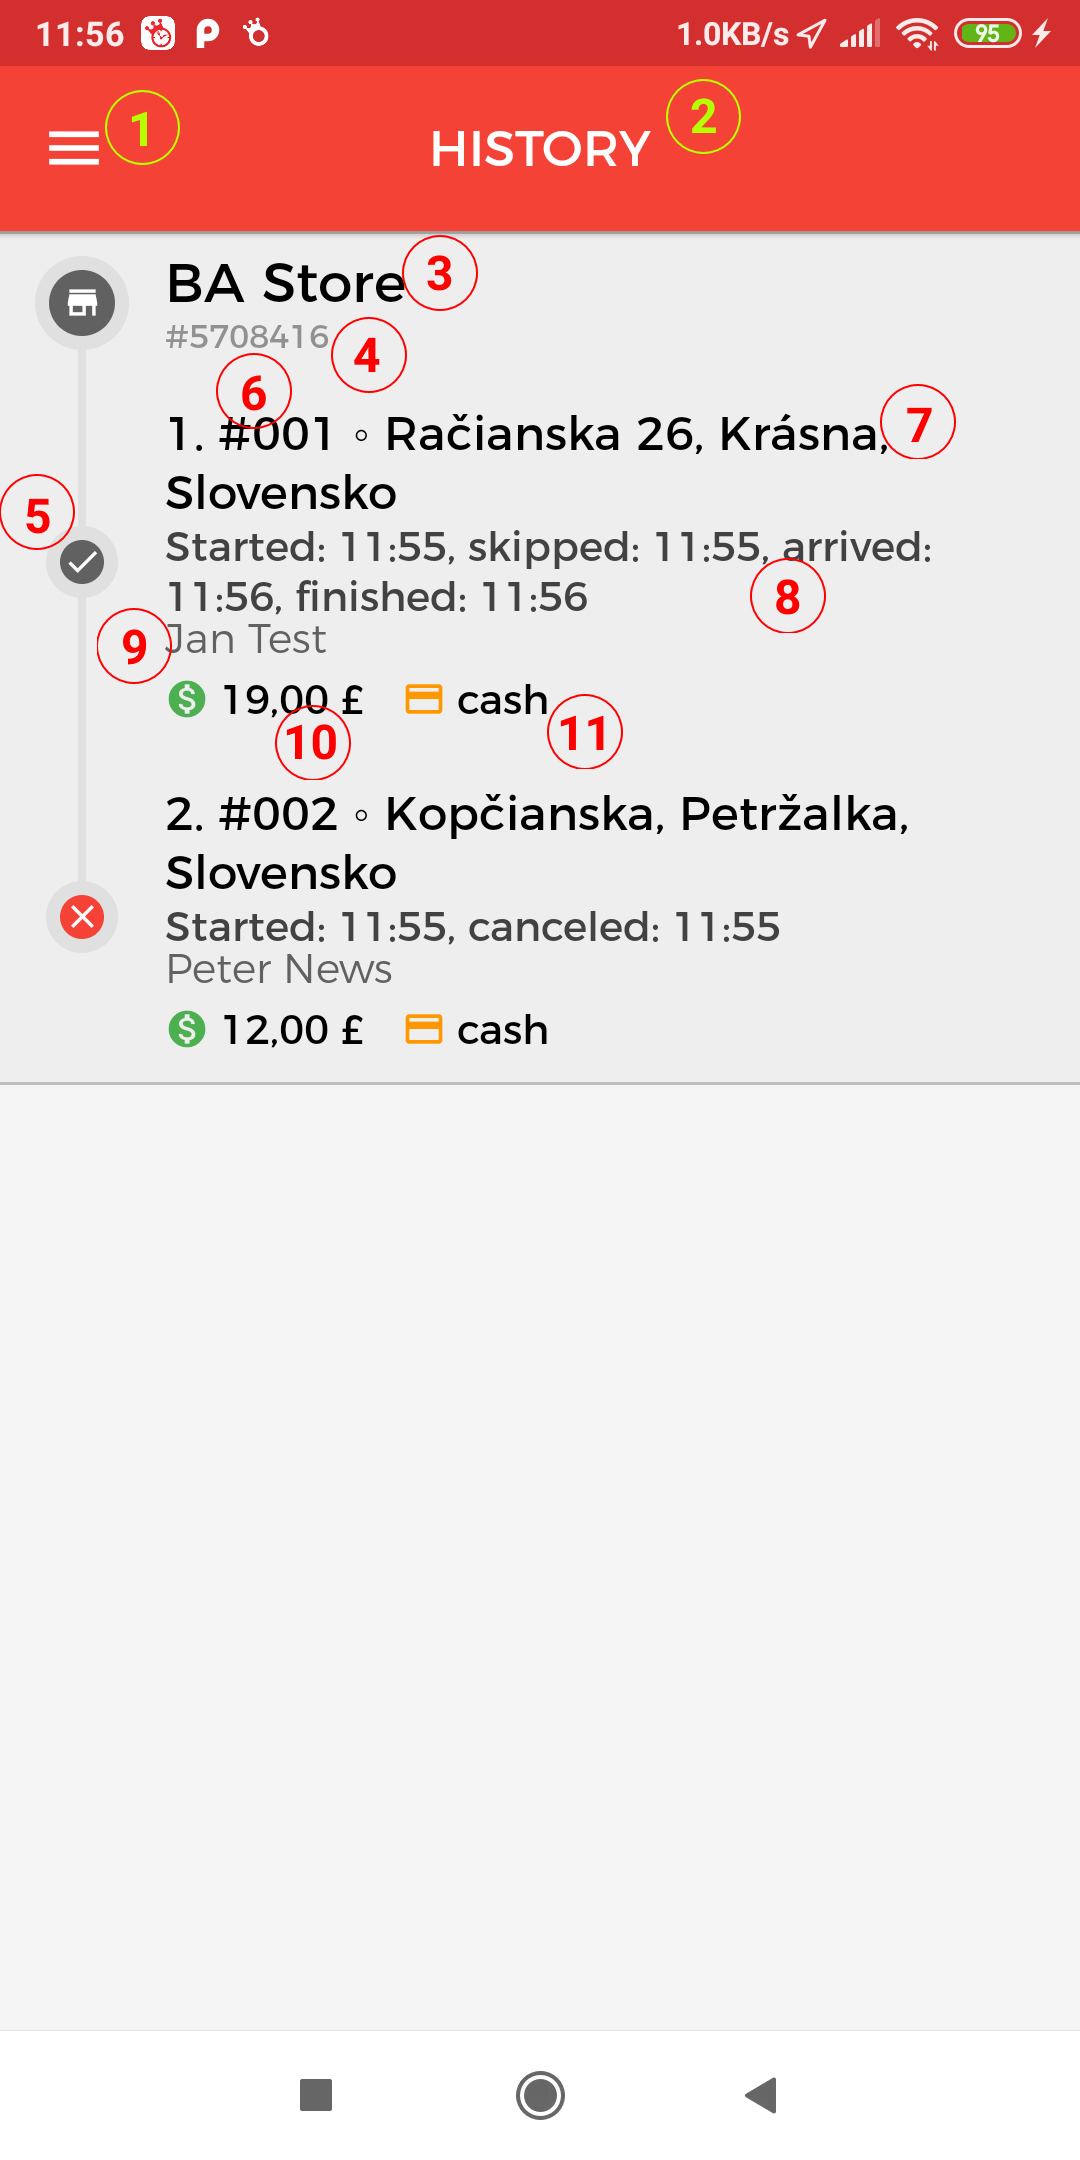 11:56 1.0KB/s 95
1
HISTORY 2
BA Store 3
#5708416 4
6
1. #001 ◦ Račianska 26, Krásna, 7
Slovensko
5
Started: 11:55, skipped: 11:55, arrived:
11:56, finished: 11:56 8
9 Jan Test
19,00 £ cash
10 11
2. #002 ◦ Kopčianska, Petržalka,
Slovensko
Started: 11:55, canceled: 11:55
Peter News
12,00 £ cash